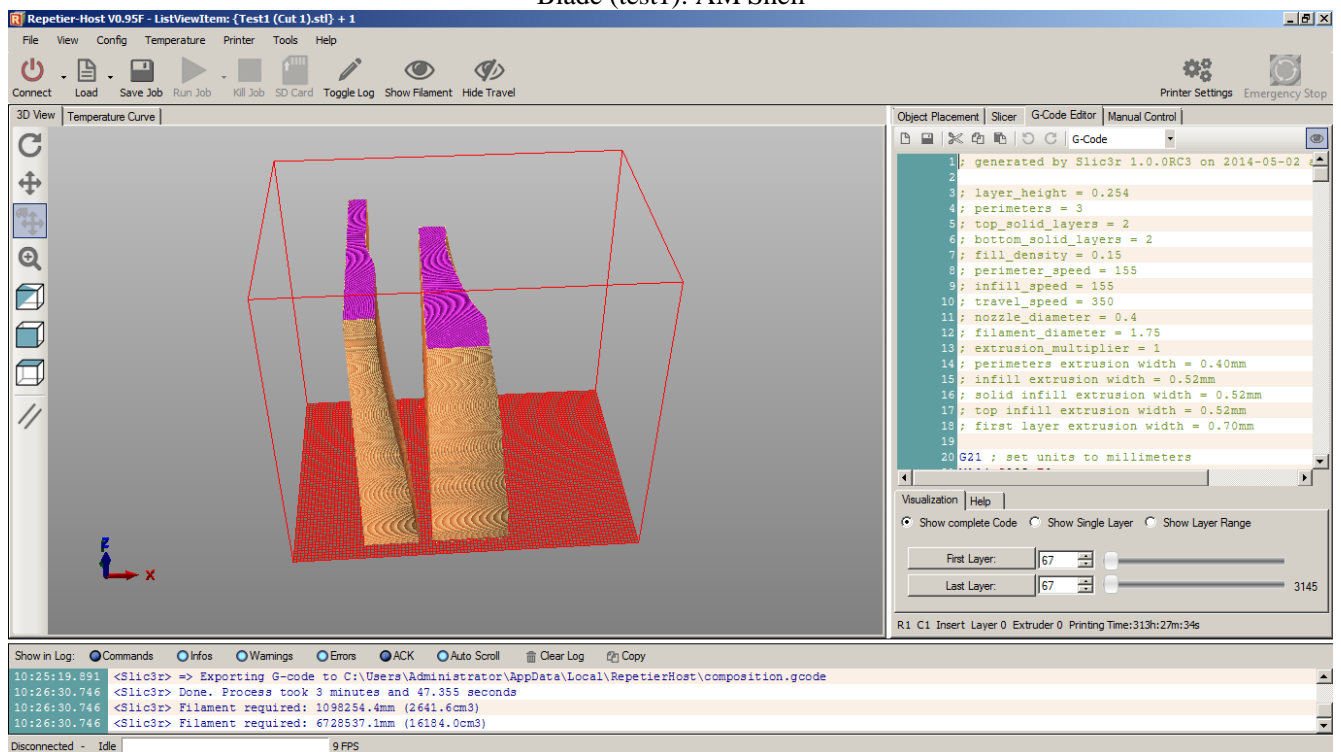 Blade (test1): AM Shell
Repetier-Host V0.95F - ListViewItem: {Test1 (Cut 1).stl} + 1
File View Config Temperature Printer Tools Help
Connect Load Save Job Run Job Kill Job SD Card Toggle Log Show Filament Hide Travel Printer Settings Emergency Stop
3D View Temperature Curve
Object Placement Slicer G-Code Editor Manual Control
G-Code
1 ; generated by Slic3r 1.0.0RC3 on 2014-05-02
2
3 ; layer_height = 0.254
4 ; perimeters = 3
5 ; top_solid_layers = 2
6 ; bottom_solid_layers = 2
7 ; fill_density = 0.15
8 ; perimeter_speed = 155
9 ; infill_speed = 155
10 ; travel_speed = 350
11 ; nozzle_diameter = 0.4
12 ; filament_diameter = 1.75
13 ; extrusion_multiplier = 1
14 ; perimeters extrusion width = 0.40mm
15 ; infill extrusion width = 0.52mm
16 ; solid infill extrusion width = 0.52mm
17 ; top infill extrusion width = 0.52mm
18 ; first layer extrusion width = 0.70mm
19
20 G21 ; set units to millimeters
Visualization Help
Show complete Code Show Single Layer Show Layer Range
First Layer: 67
Last Layer: 67 3145
R1 C1 Insert Layer 0 Extruder 0 Printing Time:313h:27m:34s
z
x
Show in Log: Commands Infos Warnings Errors ACK Auto Scroll Clear Log Copy
10:25:19.891 <Slic3r> => Exporting G-code to C:\Users\Administrator\AppData\Local\RepetierHost\composition.gcode
10:26:30.746 <Slic3r> Done. Process took 3 minutes and 47.355 seconds
10:26:30.746 <Slic3r> Filament required: 1098254.4mm (2641.6cm3)
10:26:30.746 <Slic3r> Filament required: 6728537.1mm (16184.0cm3)
Disconnected - Idle 9 FPS